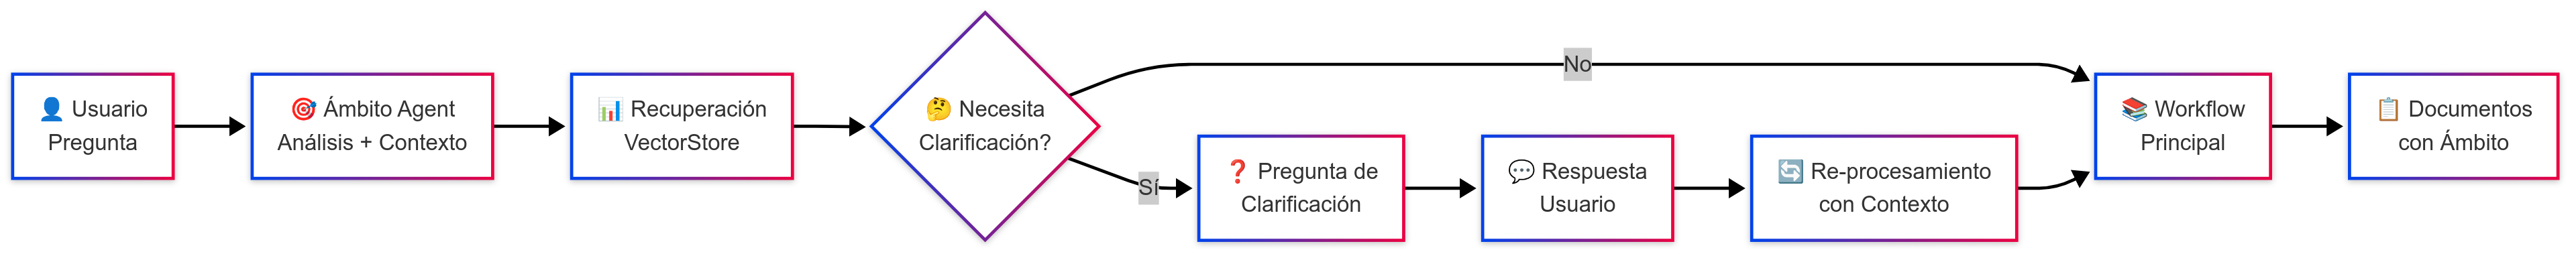 👤 Usuario
Pregunta
🎯 Ámbito Agent
Análisis + Contexto
📊 Recuperación
VectorStore
🤔 Necesita
Clarificación?
No
Sí
❓ Pregunta de
Clarificación
💬 Respuesta
Usuario
🔄 Re-procesamiento
con Contexto
📚 Workflow
Principal
📋 Documentos
con Ámbito